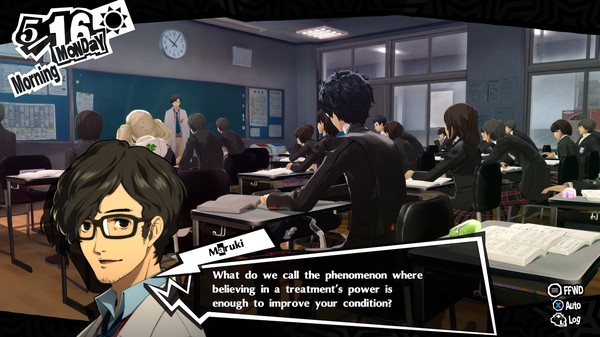 5/16
MONDAY
Morning
Maruki
What do we call the phenomenon where
believing in a treatment's power is
enough to improve your condition?
FFWD
Auto
Log